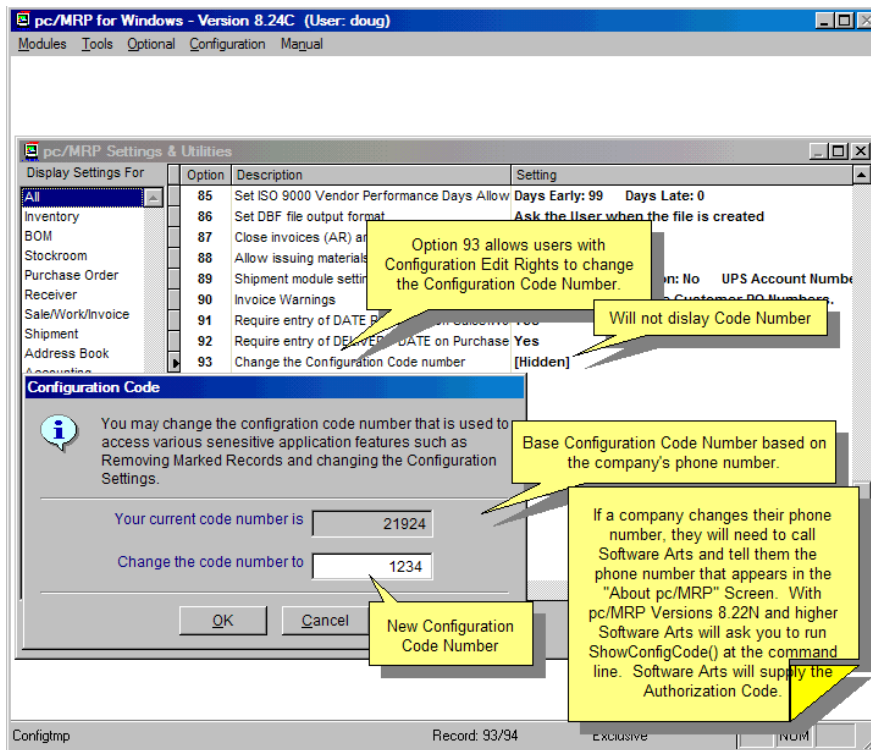 pc/MRP for Windows - Version 8.24C (User: doug)
Modules Tools Optional Configuration Manual
pc/MRP Settings & Utilities
Display Settings For
All
Inventory
BOM
Stockroom
Purchase Order
Receiver
Sale/Work/Invoice
Shipment
Address Book
Accounting
Option Description Setting
85 Set ISO 9000 Vendor Performance Days Allow Days Early: 99 Days Late: 0
86 Set DBF file output format Ask the User when the file is created
87 Close invoices (AR)
88 Allow issuing materials
89 Shipment module on: No UPS Account Numbe
90 Invoice Warnings Customer PO Numbers.
91 Require entry of DATE Yes
92 Require entry of DELIVERY DATE on Purchase Yes
93 Change the Configuration Code number [Hidden]
Option 93 allows users with
Configuration Edit Rights to change
the Configuration Code Number.
Will not dislay Code Number
Configuration Code
You may change the configration code number that is used to
access various senesitive application features such as
Removing Marked Records and changing the Configuration
Settings.
Your current code number is 21924
Change the code number to 1234
OK Cancel
Base Configuration Code Number based on
the company's phone number.
New Configuration
Code Number
If a company changes their phone
number, they will need to call
Software Arts and tell them the
phone number that appears in the
"About pc/MRP" Screen. With
pc/MRP Versions 8.22N and higher
Software Arts will ask you to run
ShowConfigCode() at the command
line. Software Arts will supply the
Authorization Code.
Configtmp Record: 93/94 Exclusive NUM